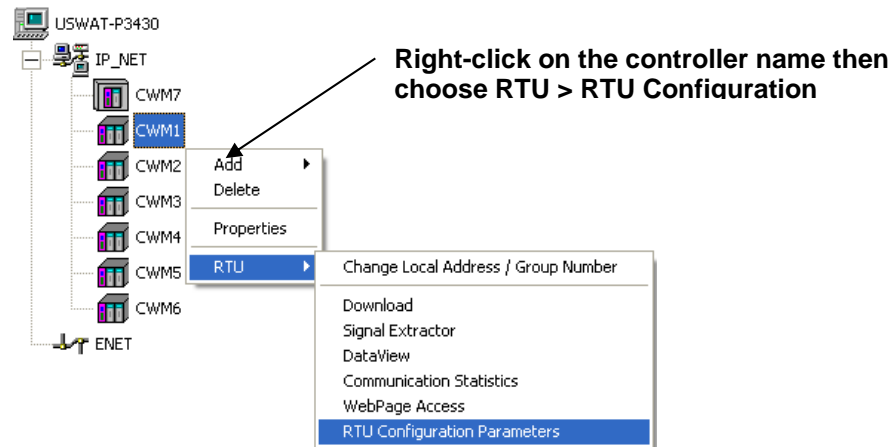 USWAT-P3430
IP_NET
Right-click on the controller name then
choose RTU > RTU Configuration
CWM7
CWM1
CWM2
CWM3
CWM4
CWM5
CWM6
ENET
Add
Delete
Properties
RTU
Change Local Address / Group Number
Download
Signal Extractor
DataView
Communication Statistics
WebPage Access
RTU Configuration Parameters